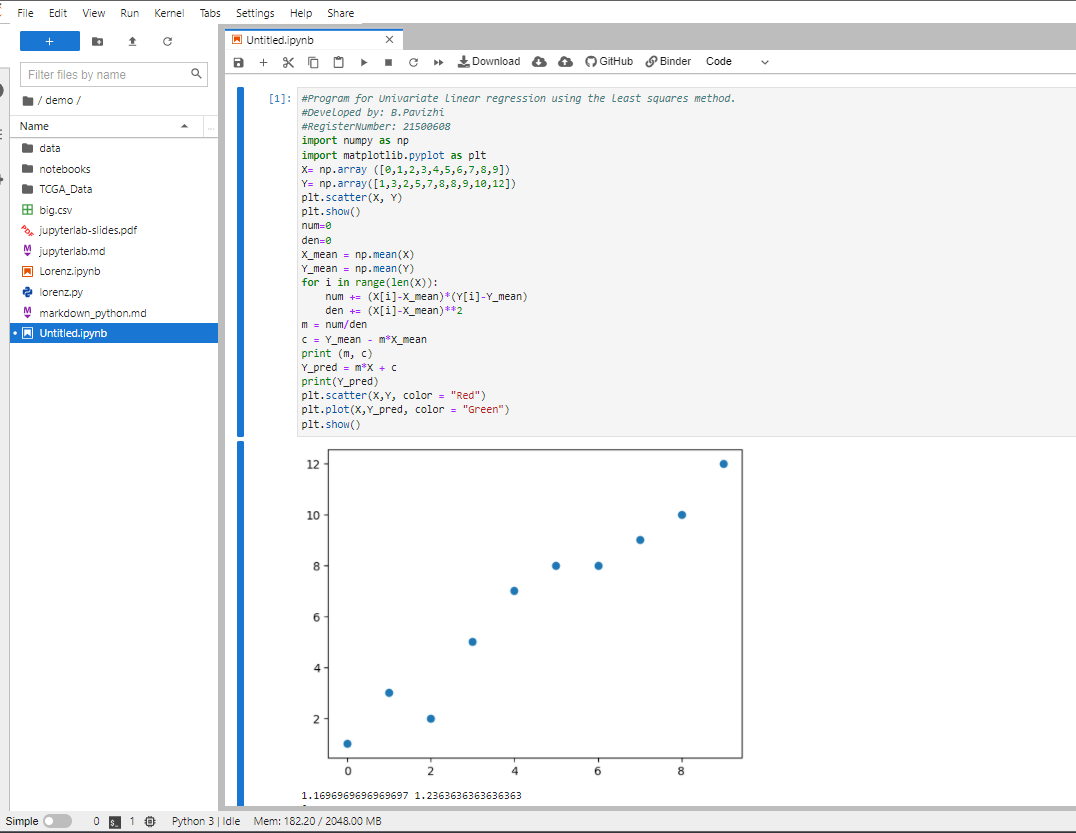 File Edit View Run Kernel Tabs Settings Help Share
+
Filter files by name
/ demo /
Name
data
notebooks
TCGA_Data
big.csv
jupyterlab-slides.pdf
jupyterlab.md
Lorenz.ipynb
lorenz.py
markdown_python.md
Untitled.ipynb
Untitled.ipynb
Download GitHub Binder Code
[1]:
#Program for Univariate linear regression using the least squares method.
#Developed by: B.Pavizhi
#RegisterNumber: 21500608
import numpy as np
import matplotlib.pyplot as plt
X= np.array ([0,1,2,3,4,5,6,7,8,9])
Y= np.array([1,3,2,5,7,8,8,9,10,12])
plt.scatter(X, Y)
plt.show()
num=0
den=0
X_mean = np.mean(X)
Y_mean = np.mean(Y)
for i in range(len(X)):
    num += (X[i]-X_mean)*(Y[i]-Y_mean)
    den += (X[i]-X_mean)**2
m = num/den
c = Y_mean - m*X_mean
print (m, c)
Y_pred = m*X + c
print(Y_pred)
plt.scatter(X,Y, color = "Red")
plt.plot(X,Y_pred, color = "Green")
plt.show()
12
10
8
6
4
2
0 2 4 6 8
1.1696969696969697 1.2363636363636363
Simple 0 $_ 1 Python 3 | Idle Mem: 182.20 / 2048.00 MB